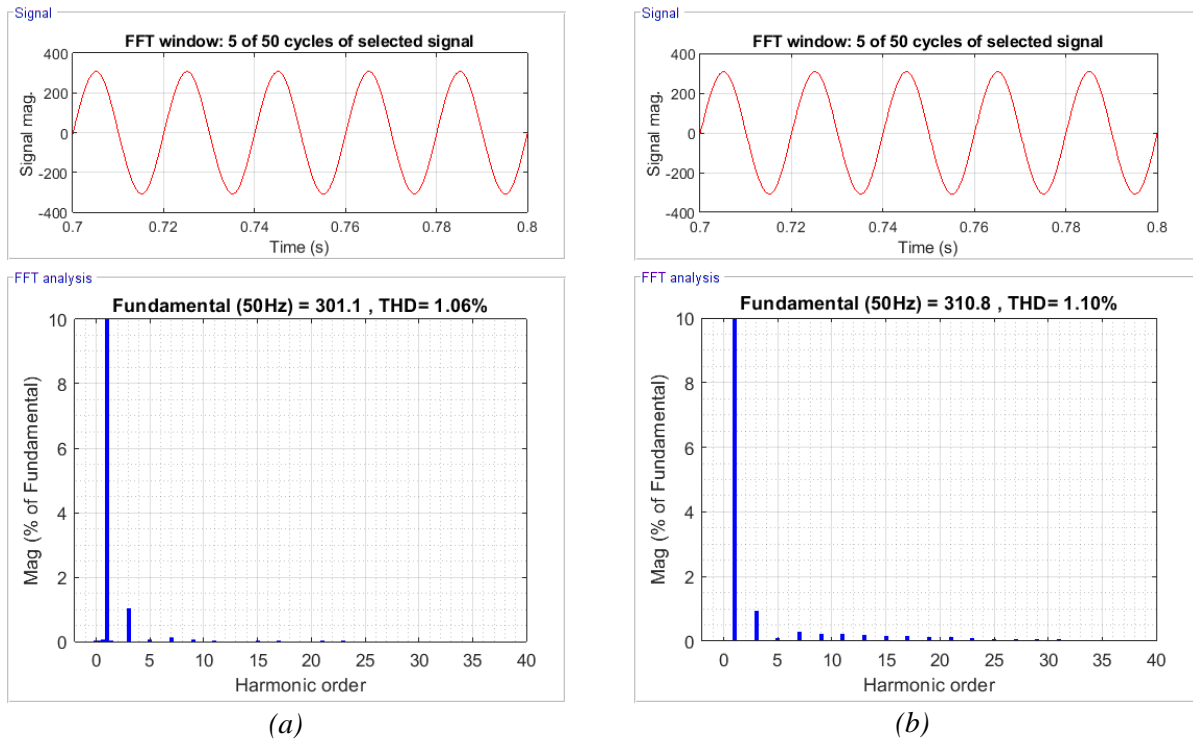 Signal
FFT window: 5 of 50 cycles of selected signal
400
200
0
-200
-400
Signal mag.
0.7 0.72 0.74 0.76 0.78 0.8
Time (s)
FFT analysis
Fundamental (50Hz) = 301.1 , THD= 1.06%
10
8
6
4
2
0
Mag (% of Fundamental)
0 5 10 15 20 25 30 35 40
Harmonic order
(a)
Signal
FFT window: 5 of 50 cycles of selected signal
400
200
0
-200
-400
Signal mag.
0.7 0.72 0.74 0.76 0.78 0.8
Time (s)
FFT analysis
Fundamental (50Hz) = 310.8 , THD= 1.10%
10
8
6
4
2
0
Mag (% of Fundamental)
0 5 10 15 20 25 30 35 40
Harmonic order
(b)